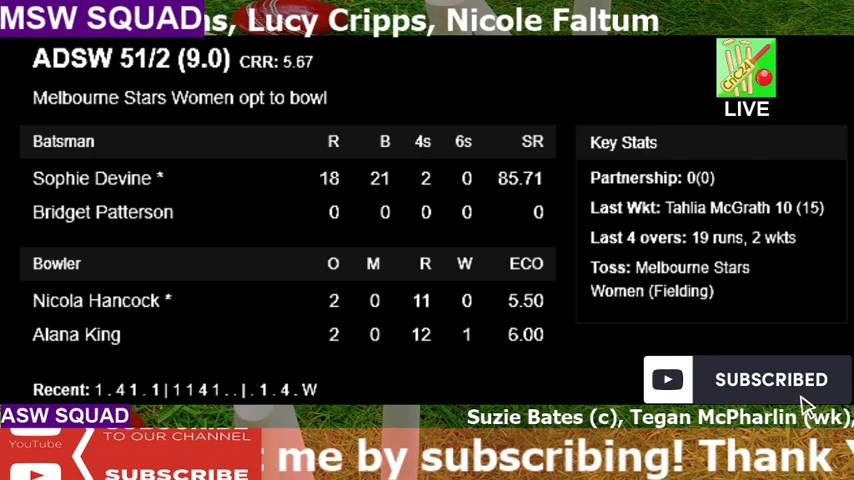 MSW SQUAD
ns, Lucy Cripps, Nicole Faltum
ADSW 51/2 (9.0) CRR: 5.67
Melbourne Stars Women opt to bowl
CriC24
LIVE
Batsman R B 4s 6s SR
Sophie Devine * 18 21 2 0 85.71
Bridget Patterson 0 0 0 0 0
Bowler O M R W ECO
Nicola Hancock * 2 0 11 0 5.50
Alana King 2 0 12 1 6.00
Key Stats
Partnership: 0(0)
Last Wkt: Tahlia McGrath 10 (15)
Last 4 overs: 19 runs, 2 wkts
Toss: Melbourne Stars
Women (Fielding)
Recent: 1 . 4 1 . 1 | 1 1 4 1 . . | . 1 . 4 . W
SUBSCRIBED
ASW SQUAD
Suzie Bates (c), Tegan McPharlin (wk),
YouTube
TO OUR CHANNEL
SUBSCRIBE
t me by subscribing! Thank Y